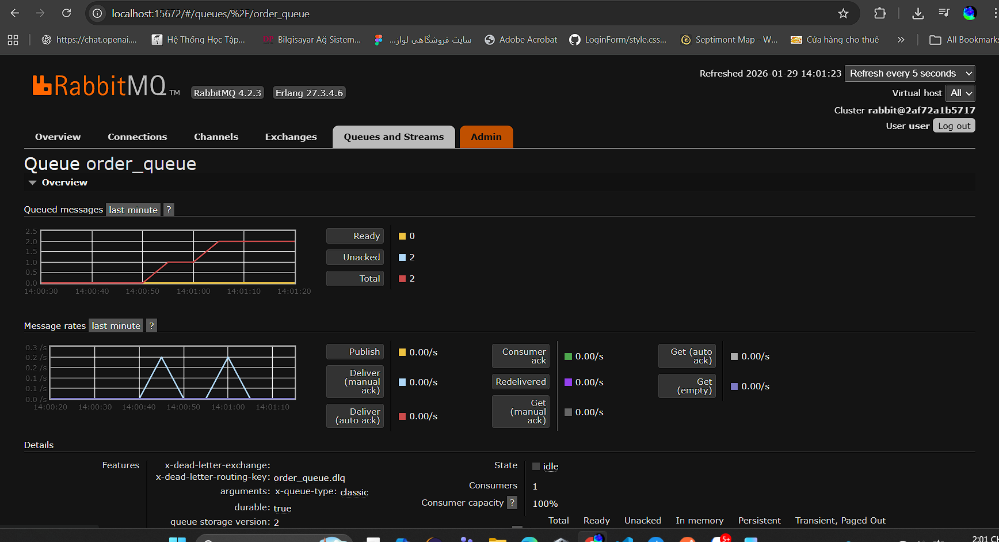 localhost:15672/#/queues/%2F/order_queue
https://chat.openai....
Hệ Thống Học Tập...
Bilgisayar Ağ Sistem...
سایت فروشگاهی لواز...
Adobe Acrobat
LoginForm/style.css...
Septimont Map - W...
Cửa hàng cho thuê
All Bookmarks
RabbitMQ TM
RabbitMQ 4.2.3
Erlang 27.3.4.6
Refreshed 2026-01-29 14:01:23 Refresh every 5 seconds
Virtual host All
Cluster rabbit@2af72a1b5717
User user Log out
Overview
Connections
Channels
Exchanges
Queues and Streams
Admin
Queue order_queue
Overview
Queued messages last minute ?
2.5
2.0
1.5
1.0
0.5
0.0
14:00:30 14:00:40 14:00:50 14:01:00 14:01:10 14:01:20
Ready 0
Unacked 2
Total 2
Message rates last minute ?
0.3 /s
0.2 /s
0.2 /s
0.1 /s
0.1 /s
0.0 /s
14:00:20 14:00:30 14:00:40 14:00:50 14:01:00 14:01:10
Publish 0.00/s
Deliver
(manual
ack) 0.00/s
Deliver
(auto ack) 0.00/s
Consumer
ack 0.00/s
Redelivered 0.00/s
Get
(manual
ack) 0.00/s
Get (auto
ack) 0.00/s
Get
(empty) 0.00/s
Details
Features
x-dead-letter-exchange:
x-dead-letter-routing-key: order_queue.dlq
arguments: x-queue-type: classic
durable: true
queue storage version: 2
State idle
Consumers 1
Consumer capacity ? 100%
Total Ready Unacked In memory Persistent Transient, Paged Out
5+
2:01 CH